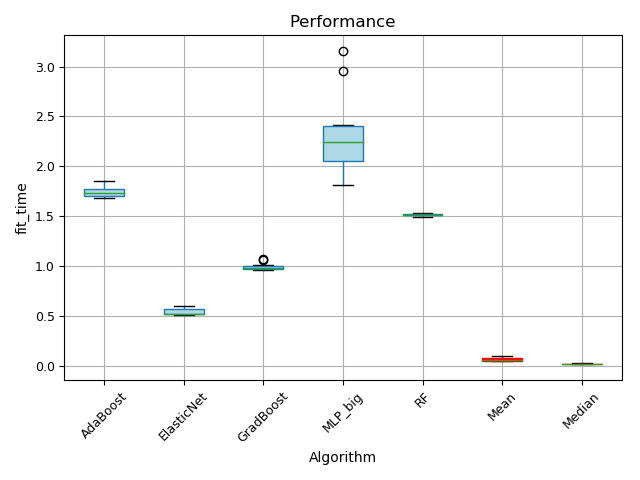 Performance
fit_time
3.0
2.5
2.0
1.5
1.0
0.5
0.0
AdaBoost
ElasticNet
GradBoost
MLP_big
RF
Mean
Median
Algorithm